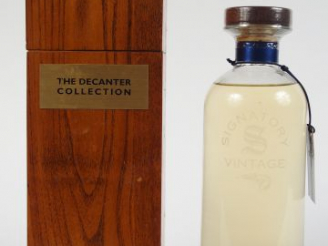 THE DECANTER
COLLECTION
SIGNATORY
S
VINTAGE